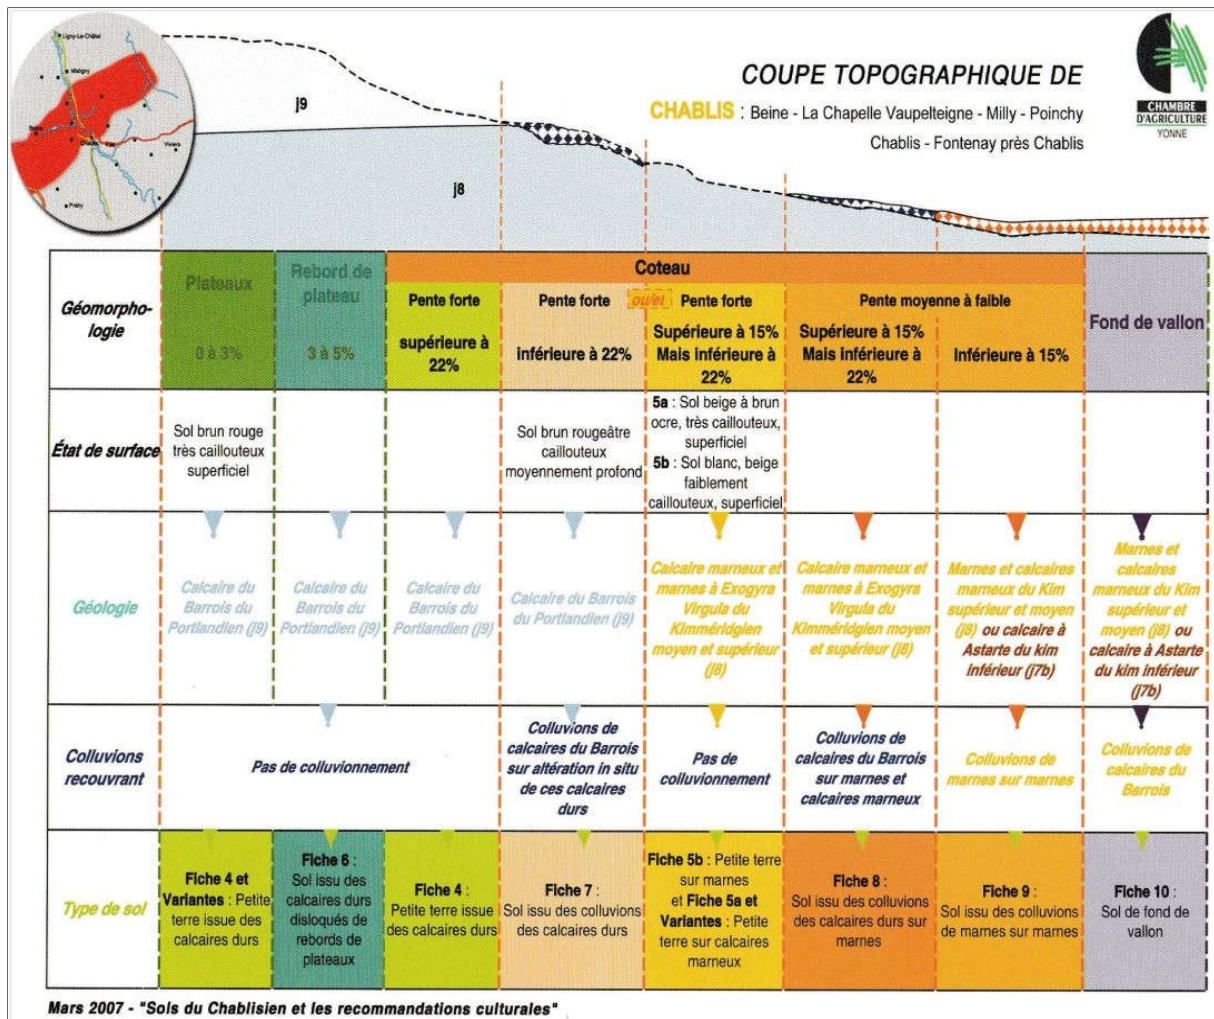 Ligny-Le-Châtel
Maligny
Beine
Chablis
Viviers
Préhy
j9
j8
COUPE TOPOGRAPHIQUE DE
CHABLIS : Beine - La Chapelle Vaupelteigne - Milly - Poinchy
Chablis - Fontenay près Chablis
CHAMBRE
D'AGRICULTURE
YONNE
Géomorpho-
logie
Plateaux
0 à 3%
Rebord de
plateau
3 à 5%
Coteau
Pente forte
supérieure à
22%
Pente forte
inférieure à 22%
ou/et
Pente forte
Supérieure à 15%
Mais inférieure à
22%
Pente moyenne à faible
Supérieure à 15%
Mais inférieure à
22%
Inférieure à 15%
Fond de vallon
État de surface
Sol brun rouge
très caillouteux
superficiel
Sol brun rougeâtre
caillouteux
moyennement profond
5a : Sol beige à brun
ocre, très caillouteux,
superficiel
5b : Sol blanc, beige
faiblement
caillouteux, superficiel
Géologie
Calcaire du
Barrois du
Portlandien (j9)
Calcaire du
Barrois du
Portlandien (j9)
Calcaire du
Barrois du
Portlandien (j9)
Calcaire du Barrois
du Portlandien (j9)
Calcaire marneux et
marnes à Exogyra
Virgula du
Kimméridgien
moyen et supérieur
(j8)
Calcaire marneux et
marnes à Exogyra
Virgula du
Kimméridgien moyen
et supérieur (j8)
Marnes et calcaires
marneux du Kim
supérieur et moyen
(j8) ou calcaire à
Astarte du kim
inférieur (j7b)
Marnes et
calcaires
marneux du Kim
supérieur et
moyen (j8) ou
calcaire à Astarte
du kim inférieur
(j7b)
Colluvions
recouvrant
Pas de colluvionnement
Colluvions de
calcaires du Barrois
sur altération in situ
de ces calcaires
durs
Pas de
colluvionnement
Colluvions de
calcaires du Barrois
sur marnes et
calcaires marneux
Colluvions de
marnes sur marnes
Colluvions de
calcaires du
Barrois
Type de sol
Fiche 4 et
Variantes : Petite
terre issue des
calcaires durs
Fiche 6 :
Sol issu des
calcaires durs
disloqués de
rebords de
plateaux
Fiche 4 :
Petite terre issue
des calcaires durs
Fiche 7 :
Sol issu des colluvions
des calcaires durs
Fiche 5b : Petite terre
sur marnes
et Fiche 5a et
Variantes : Petite
terre sur calcaires
marneux
Fiche 8 :
Sol issu des colluvions
des calcaires durs sur
marnes
Fiche 9 :
Sol issu des colluvions
de marnes sur marnes
Fiche 10 :
Sol de fond de
vallon
Mars 2007 - "Sols du Chablisien et les recommandations culturales"